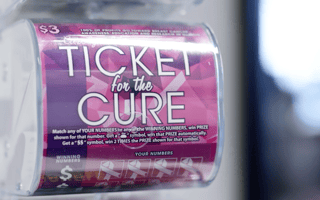 $3
TICKET
for the
CURE
Match any of YOUR NUMBERS to any of the WINNING NUMBERS, win PRIZE
shown for that number. Get a symbol, win that PRIZE automatically.
Get a "$$" symbol, win 2 TIMES the PRIZE shown for that symbol.
WINNING
NUMBERS
YOUR NUMBERS
$